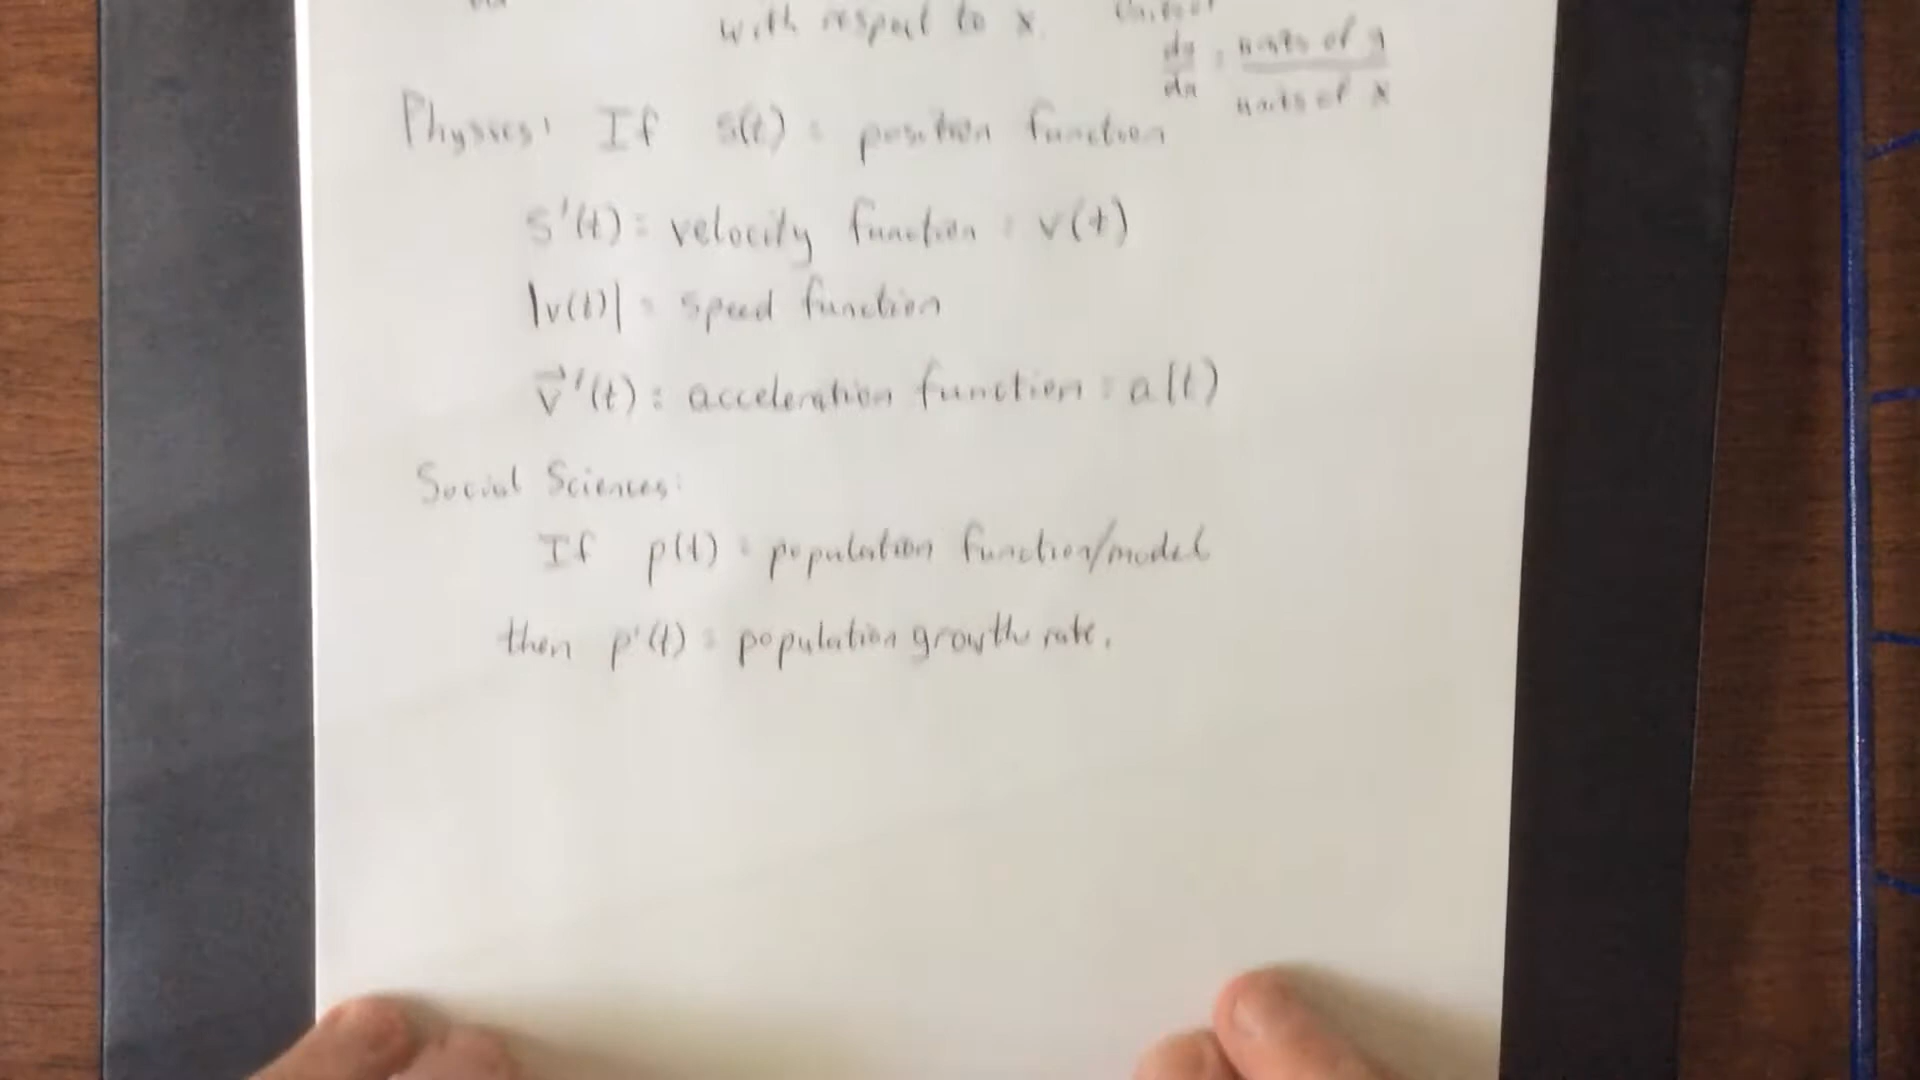 with respect to x.
dy/dx = units of y / units of x
Physics: If s(t) = position function
s'(t) = velocity function = v(t)
|v(t)| = speed function
v⃗'(t) = acceleration function = a(t)
Social Sciences:
If p(t) = population function/model
then p'(t) = population growth rate.